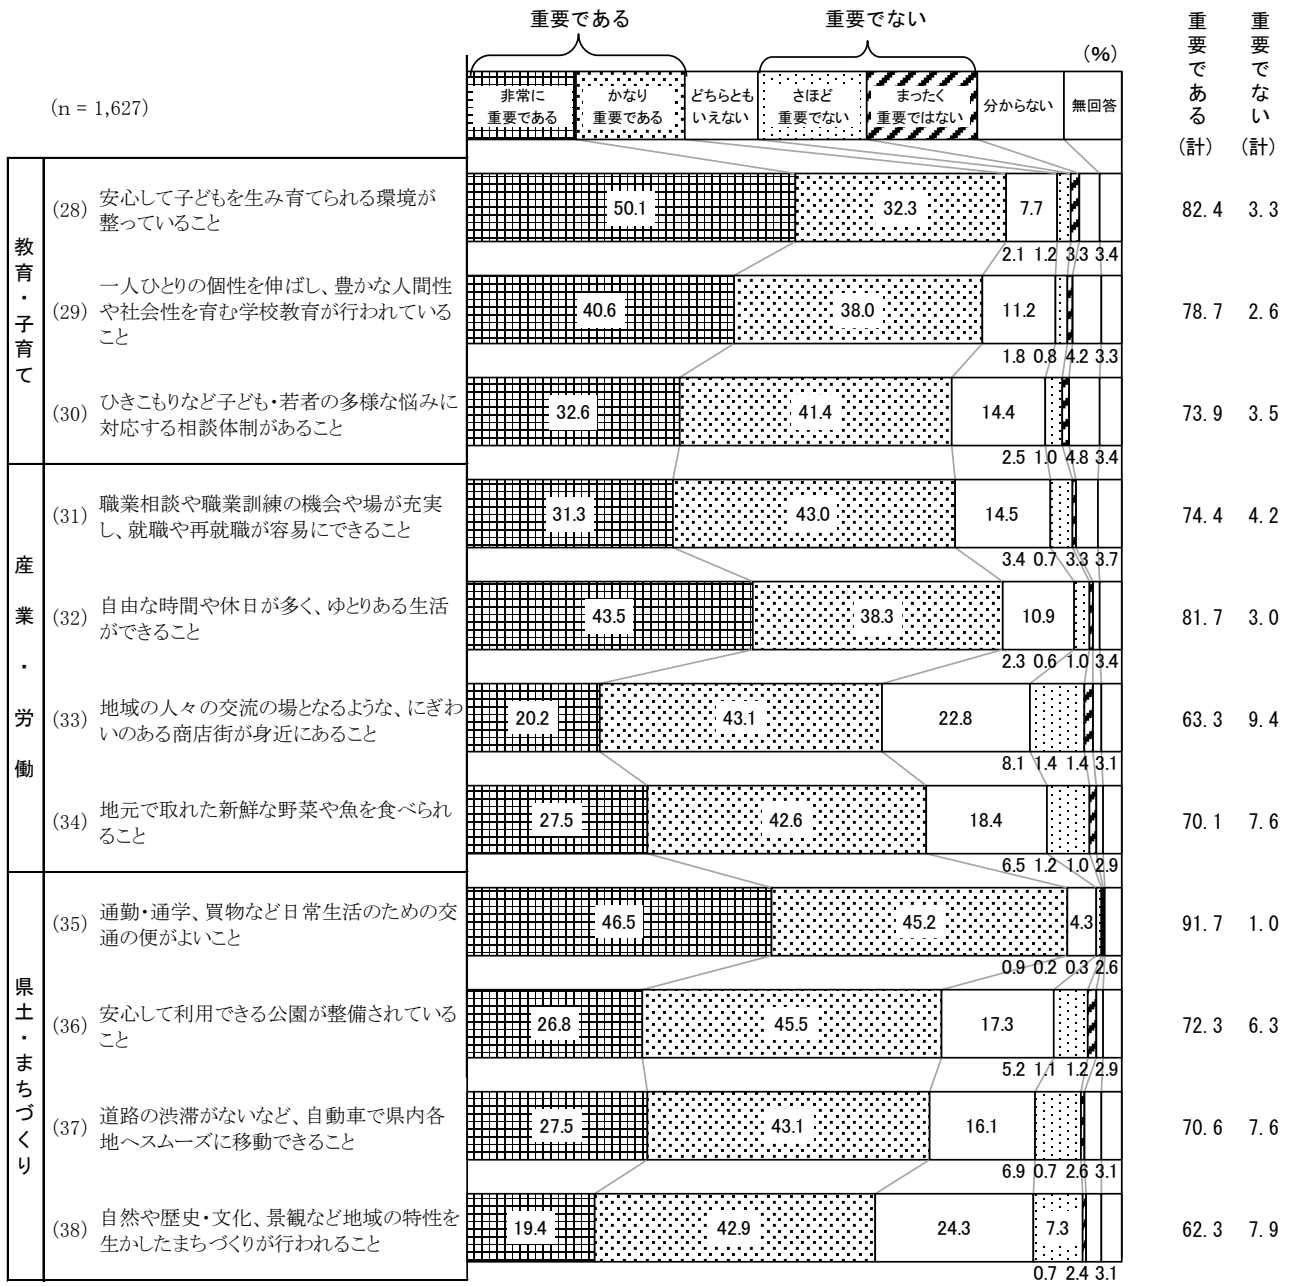 重要である
重要でない
(%)
重要である（計）
重要でない（計）
(n = 1,627)
非常に
重要である
かなり
重要である
どちらとも
いえない
さほど
重要でない
まったく
重要ではない
分からない
無回答
教育・子育て
(28) 安心して子どもを生み育てられる環境が
整っていること
50.1 32.3 7.7 82.4 3.3
2.1 1.2 3.3 3.4
(29) 一人ひとりの個性を伸ばし、豊かな人間性
や社会性を育む学校教育が行われている
こと
40.6 38.0 11.2 78.7 2.6
1.8 0.8 4.2 3.3
(30) ひきこもりなど子ども・若者の多様な悩みに
対応する相談体制があること
32.6 41.4 14.4 73.9 3.5
2.5 1.0 4.8 3.4
産業・労働
(31) 職業相談や職業訓練の機会や場が充実
し、就職や再就職が容易にできること
31.3 43.0 14.5 74.4 4.2
3.4 0.7 3.3 3.7
(32) 自由な時間や休日が多く、ゆとりある生活
ができること
43.5 38.3 10.9 81.7 3.0
2.3 0.6 1.0 3.4
(33) 地域の人々の交流の場となるような、にぎわ
いのある商店街が身近にあること
20.2 43.1 22.8 63.3 9.4
8.1 1.4 1.4 3.1
(34) 地元で取れた新鮮な野菜や魚を食べられ
ること
27.5 42.6 18.4 70.1 7.6
6.5 1.2 1.0 2.9
県土・まちづくり
(35) 通勤・通学、買物など日常生活のための交
通の便がよいこと
46.5 45.2 4.3 91.7 1.0
0.9 0.2 0.3 2.6
(36) 安心して利用できる公園が整備されている
こと
26.8 45.5 17.3 72.3 6.3
5.2 1.1 1.2 2.9
(37) 道路の渋滞がないなど、自動車で県内各
地へスムーズに移動できること
27.5 43.1 16.1 70.6 7.6
6.9 0.7 2.6 3.1
(38) 自然や歴史・文化、景観など地域の特性を
生かしたまちづくりが行われること
19.4 42.9 24.3 7.3 62.3 7.9
0.7 2.4 3.1